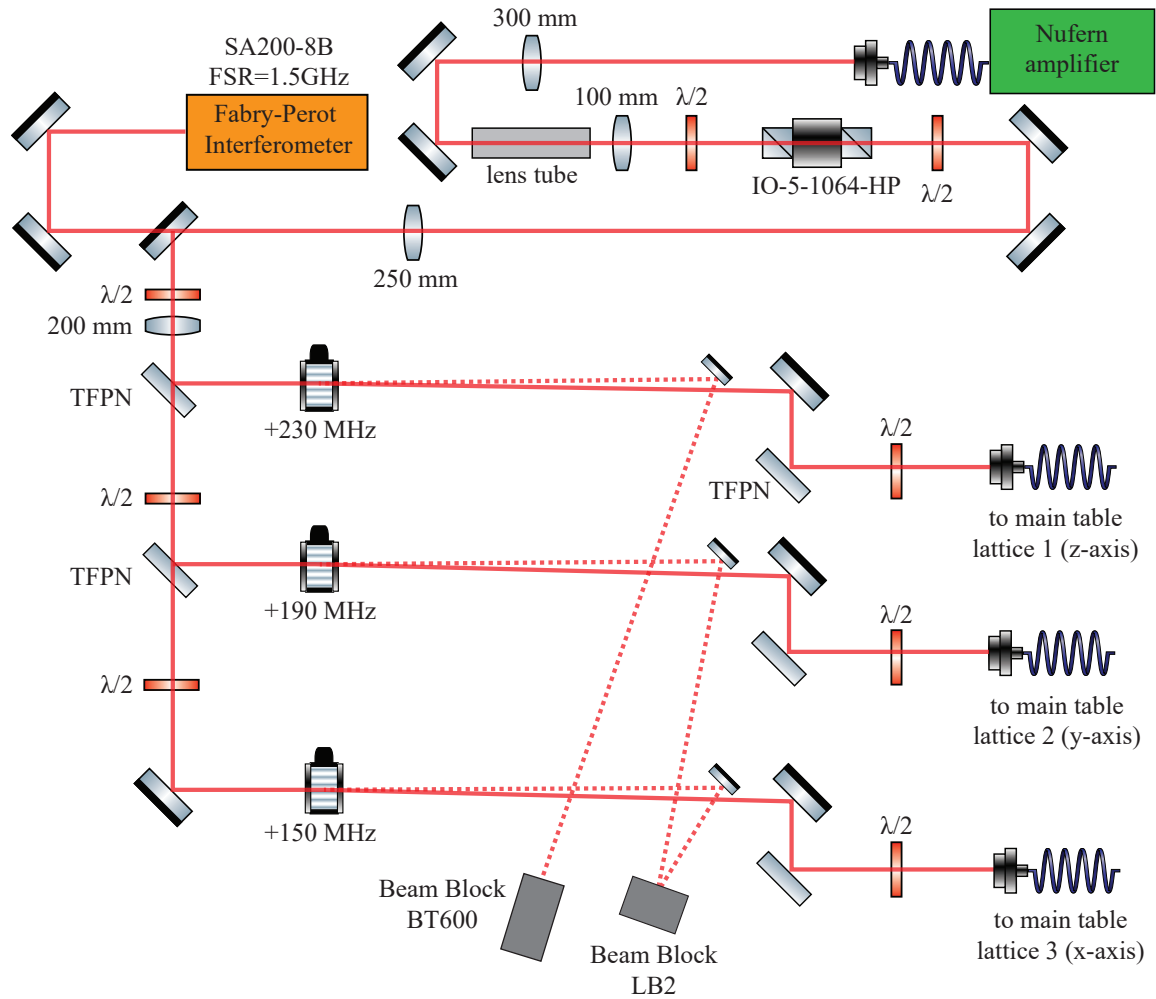 300 mm
Nufern
amplifier
SA200-8B
FSR=1.5GHz
Fabry-Perot
Interferometer
100 mm
λ/2
lens tube
IO-5-1064-HP
λ/2
250 mm
λ/2
200 mm
TFPN
+230 MHz
λ/2
TFPN
to main table
lattice 1 (z-axis)
λ/2
TFPN
+190 MHz
λ/2
λ/2
to main table
lattice 2 (y-axis)
+150 MHz
λ/2
Beam Block
BT600
Beam Block
LB2
to main table
lattice 3 (x-axis)